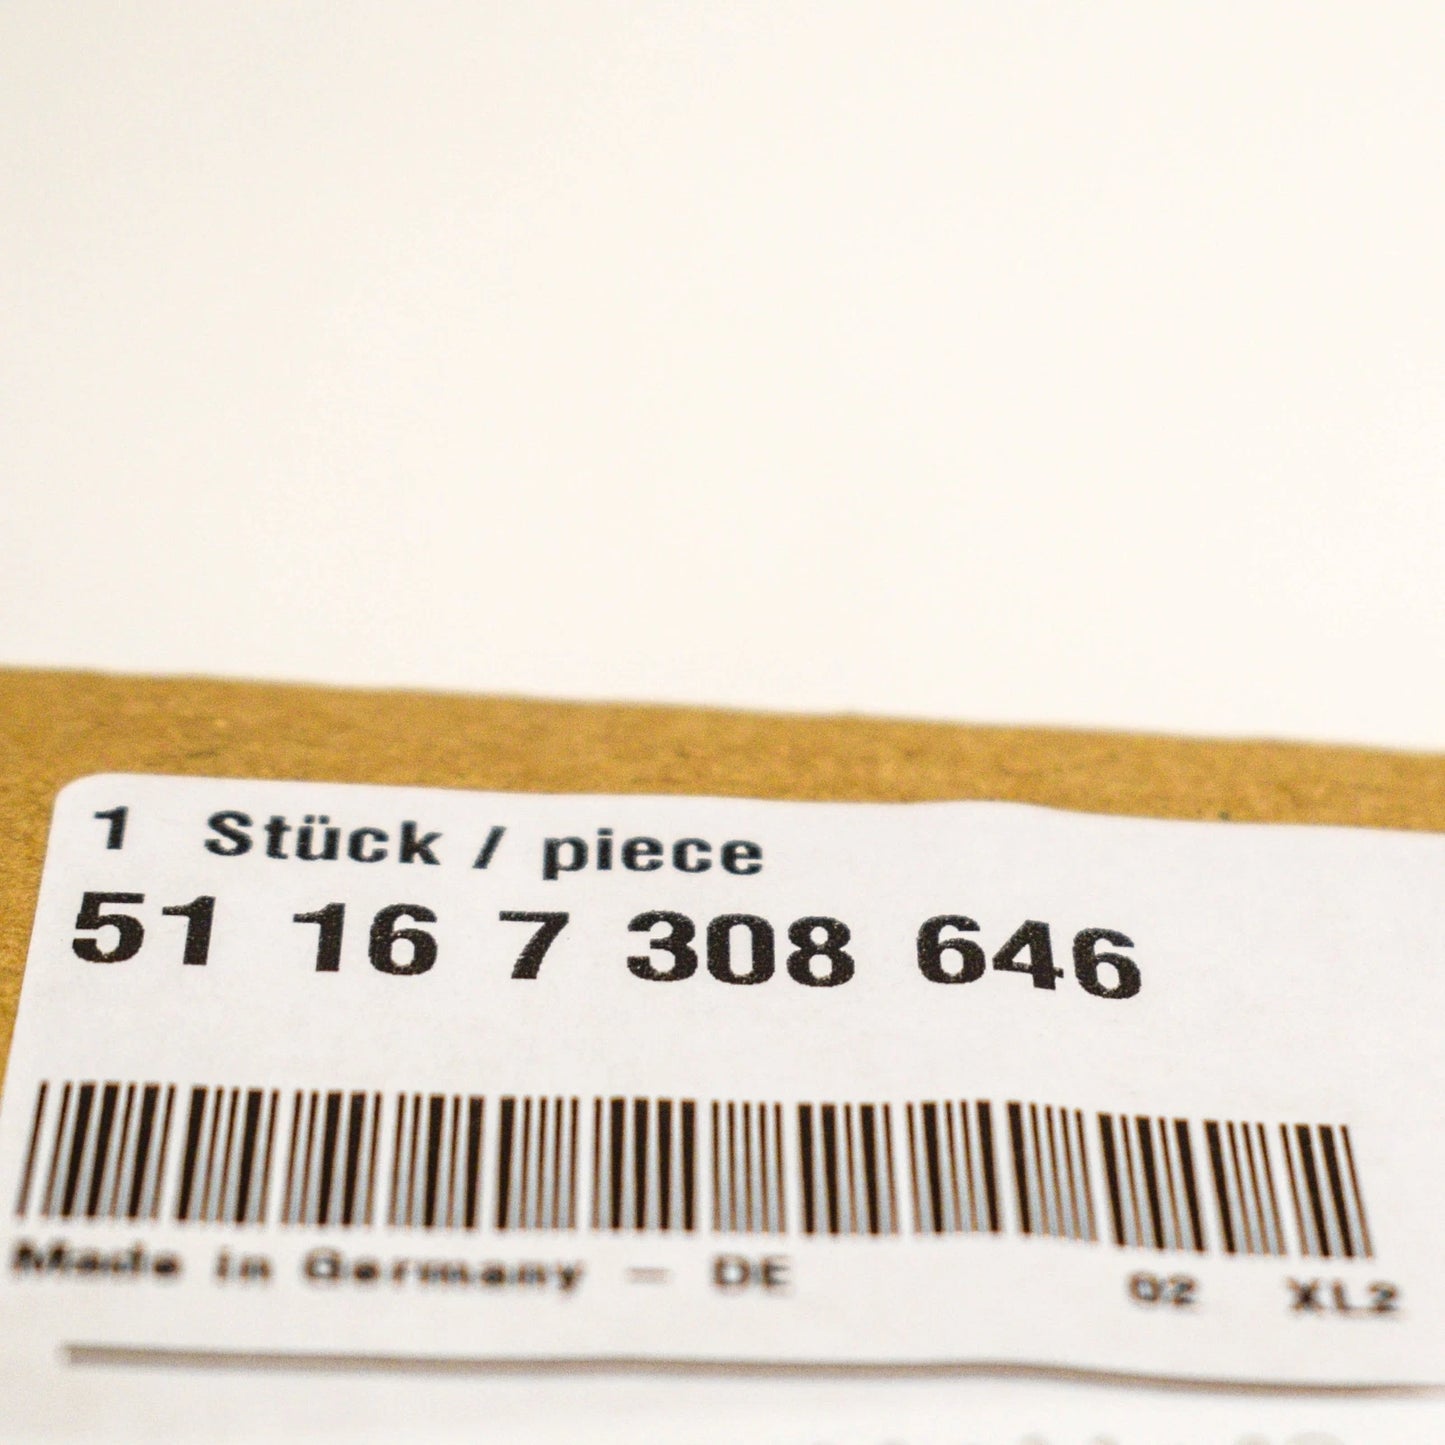 1 Stück / piece
51 16 7 308 646
Made in Germany - DE 02 XL2